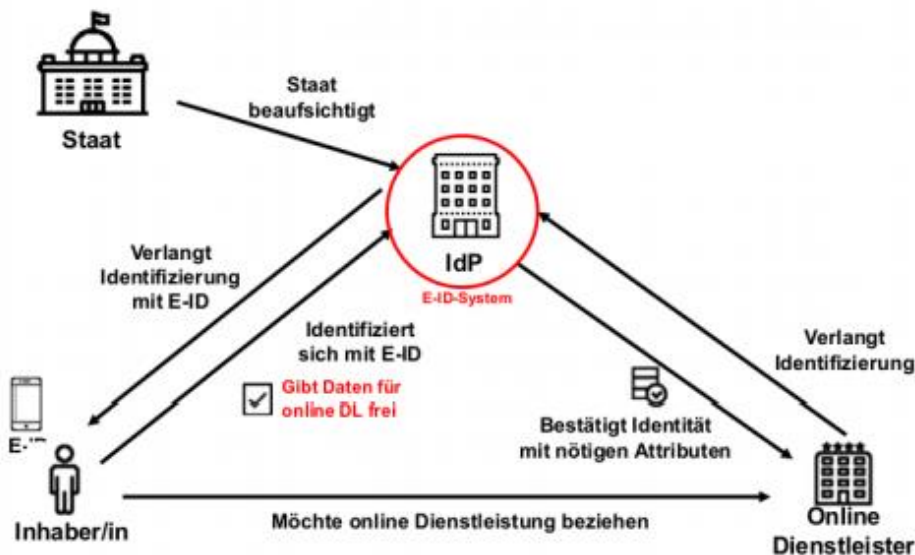 Staat
beaufsichtigt
Staat
IdP
E-ID-System
Verlangt
Identifizierung
mit E-ID
Identifiziert
sich mit E-ID
Gibt Daten für
online DL frei
Verlangt
Identifizierung
Bestätigt Identität
mit nötigen Attributen
Inhaber/in
Möchte online Dienstleistung beziehen
Online
Dienstleister